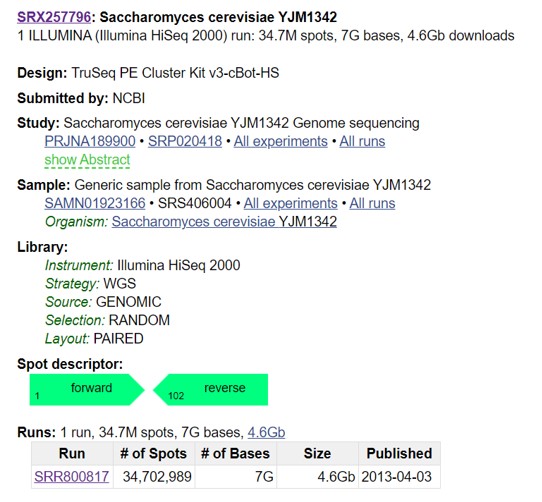 SRX257796: Saccharomyces cerevisiae YJM1342
1 ILLUMINA (Illumina HiSeq 2000) run: 34.7M spots, 7G bases, 4.6Gb downloads
Design: TruSeq PE Cluster Kit v3-cBot-HS
Submitted by: NCBI
Study: Saccharomyces cerevisiae YJM1342 Genome sequencing
PRJNA189900 • SRP020418 • All experiments • All runs
show Abstract
Sample: Generic sample from Saccharomyces cerevisiae YJM1342
SAMN01923166 • SRS406004 • All experiments • All runs
Organism: Saccharomyces cerevisiae YJM1342
Library:
Instrument: Illumina HiSeq 2000
Strategy: WGS
Source: GENOMIC
Selection: RANDOM
Layout: PAIRED
Spot descriptor:
1 forward 102 reverse
Runs: 1 run, 34.7M spots, 7G bases, 4.6Gb
Run # of Spots # of Bases Size Published
SRR800817 34,702,989 7G 4.6Gb 2013-04-03